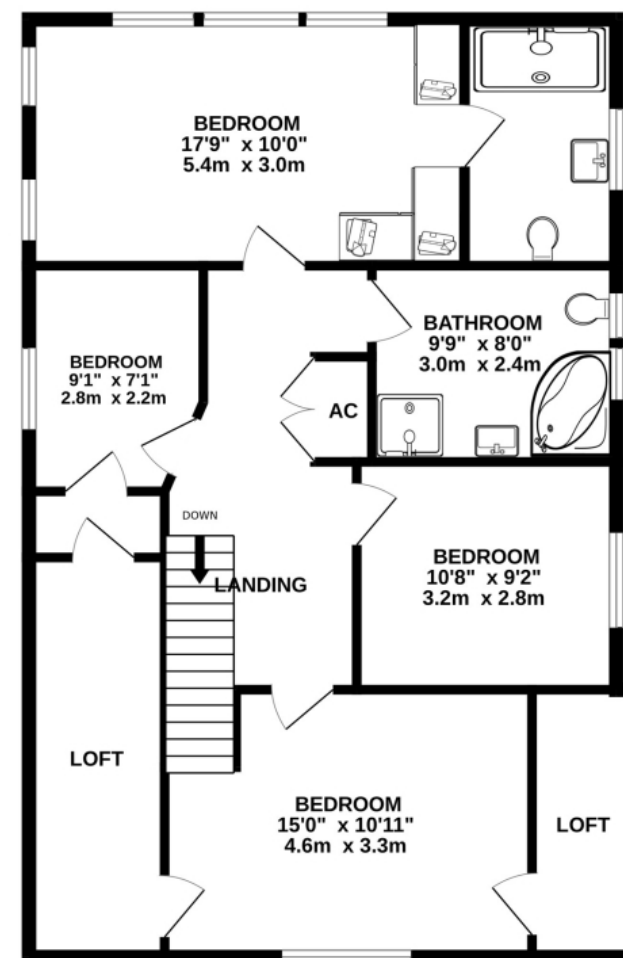 BEDROOM
17'9" x 10'0"
5.4m x 3.0m
BATHROOM
9'9" x 8'0"
3.0m x 2.4m
BEDROOM
9'1" x 7'1"
2.8m x 2.2m
AC
DOWN
LANDING
BEDROOM
10'8" x 9'2"
3.2m x 2.8m
LOFT
BEDROOM
15'0" x 10'11"
4.6m x 3.3m
LOFT